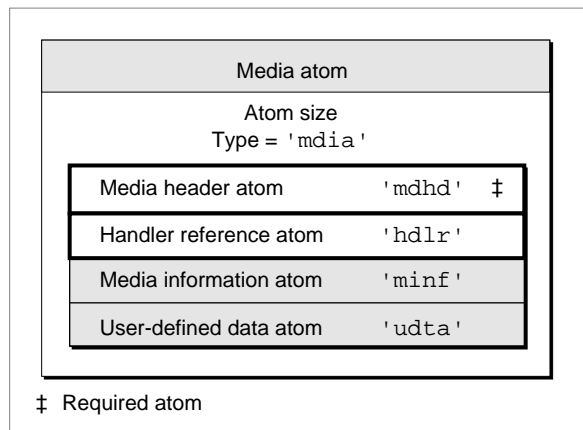 Media atom
Atom size
Type = 'mdia'
Media header atom 'mdhd' ‡
Handler reference atom 'hdlr'
Media information atom 'minf'
User-defined data atom 'udta'
‡ Required atom